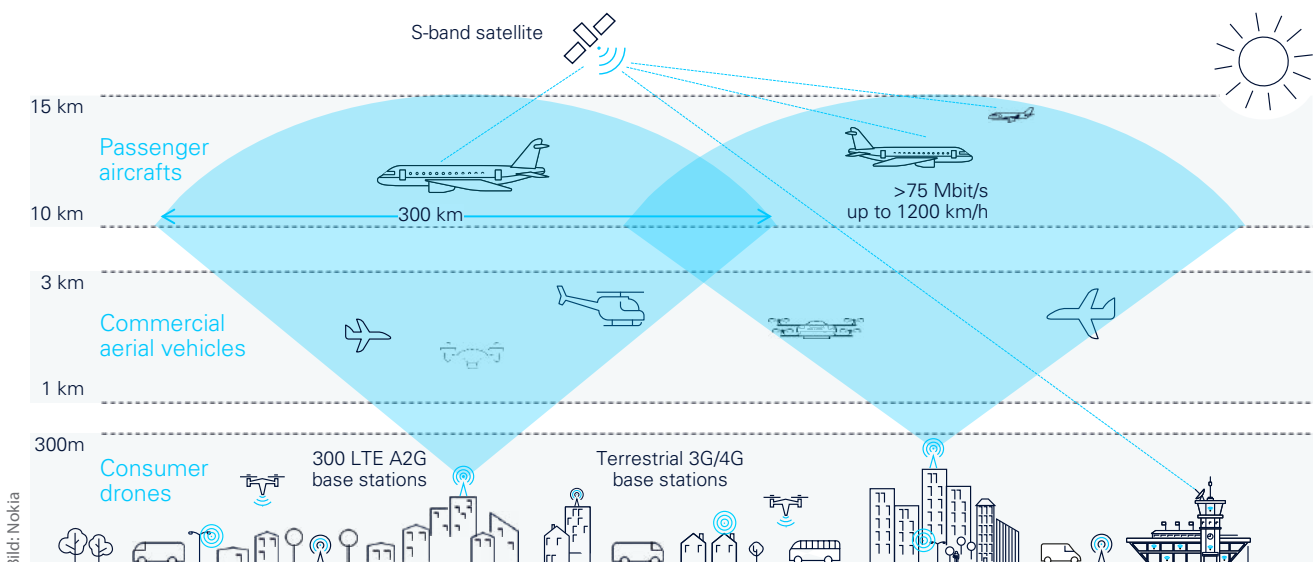 S-band satellite
15 km
Passenger
aircrafts
10 km
300 km
>75 Mbit/s
up to 1200 km/h
3 km
Commercial
aerial vehicles
1 km
300m
Consumer
drones
300 LTE A2G
base stations
Terrestrial 3G/4G
base stations
Bild: Nokia